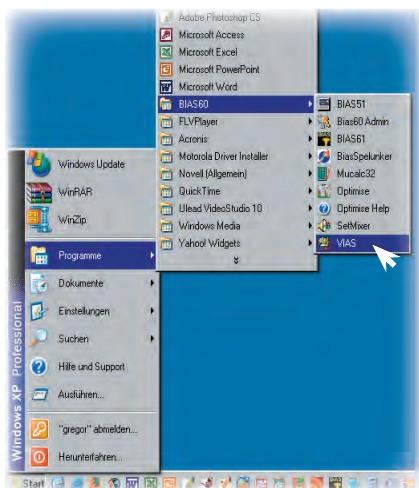 Adobe Photoshop CS
Microsoft Access
Microsoft Excel
Microsoft PowerPoint
Microsoft Word
BIAS60
FLVPlayer
Acronis
Motorola Driver Installer
Novell (Allgemein)
QuickTime
Ulead VideoStudio 10
Windows Media
Yahoo! Widgets
BIAS51
Bias60 Admin
BIAS61
BiasSpelunker
Mucalc32
Optimise
Optimise Help
SetMixer
VIAS
Windows Update
WinRAR
WinZip
Programme
Dokumente
Einstellungen
Suchen
Hilfe und Support
Ausführen...
"gregor" abmelden...
Herunterfahren...
Windows XP Professional
Start